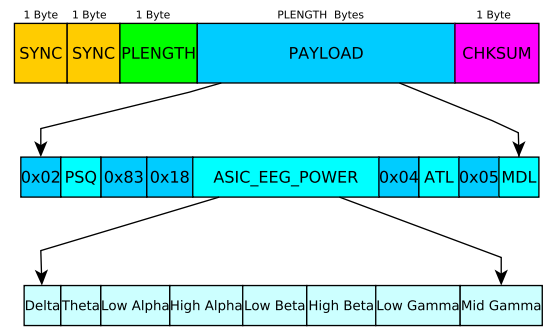 1 Byte 1 Byte 1 Byte PLENGTH Bytes 1 Byte
SYNC SYNC PLENGTH PAYLOAD CHKSUM
0x02 PSQ 0x83 0x18 ASIC_EEG_POWER 0x04 ATL 0x05 MDL
Delta Theta Low Alpha High Alpha Low Beta High Beta Low Gamma Mid Gamma